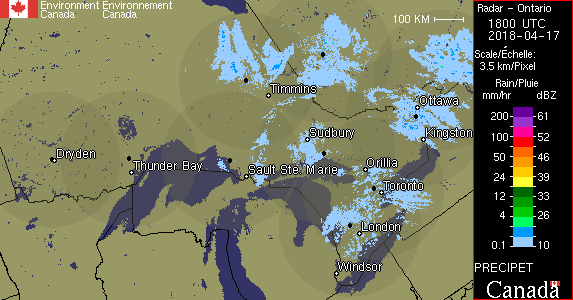 Environment Environnement
Canada Canada
100 KM
Timmins
Ottawa
Kingston
Sudbury
Dryden
Thunder Bay
Sault Ste. Marie
Orillia
Toronto
London
Windsor
Radar - Ontario
1800 UTC
2018-04-17
Scale/Échelle:
3.5 km/Pixel
Rain/Pluie
mm/hr dBZ
200 61
100 52
50 46
24 39
12 33
4 26
0.1 10
PRECIPET
Canada